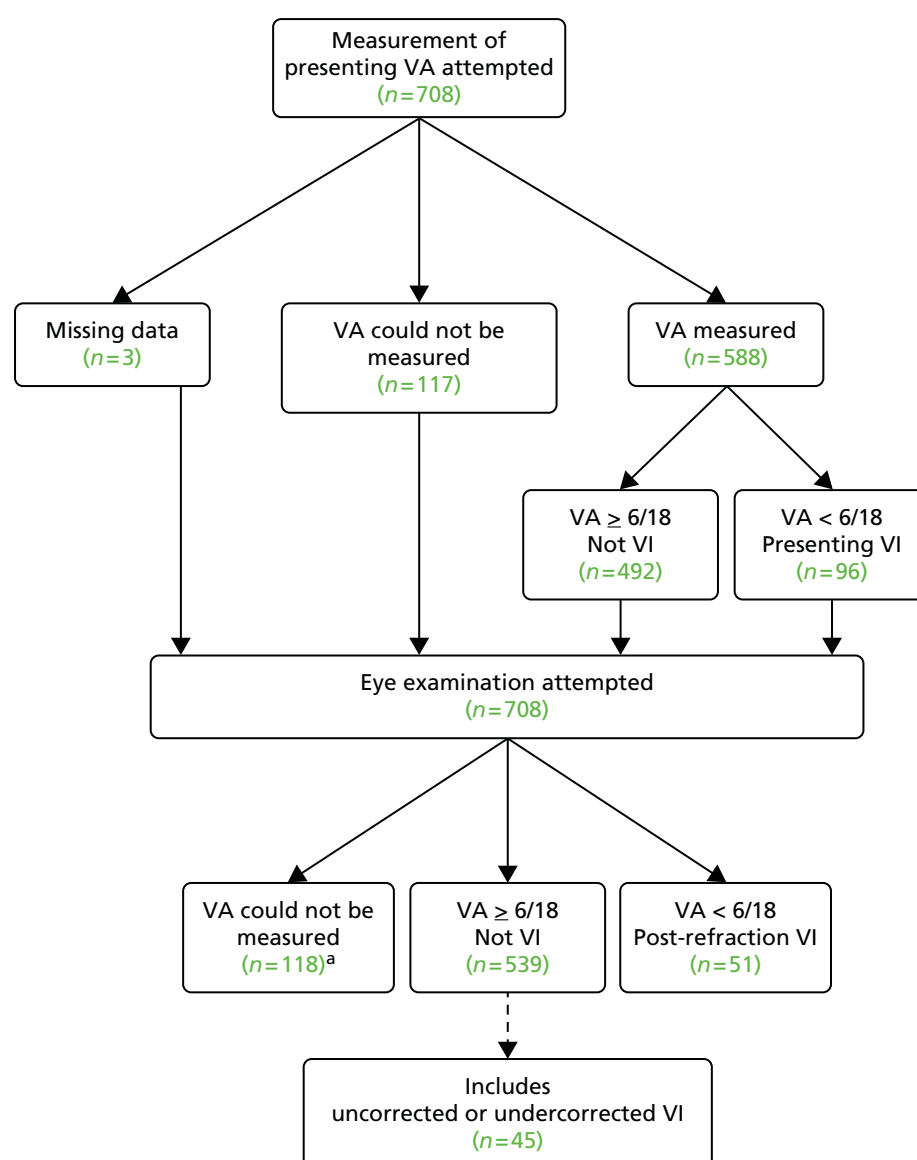 Measurement of
presenting VA attempted
(n=708)
Missing data
(n=3)
VA could not be
measured
(n=117)
VA measured
(n=588)
VA ≥ 6/18
Not VI
(n=492)
VA < 6/18
Presenting VI
(n=96)
Eye examination attempted
(n=708)
VA could not be
measured
(n=118)ᵃ
VA ≥ 6/18
Not VI
(n=539)
VA < 6/18
Post-refraction VI
(n=51)
Includes
uncorrected or undercorrected VI
(n=45)